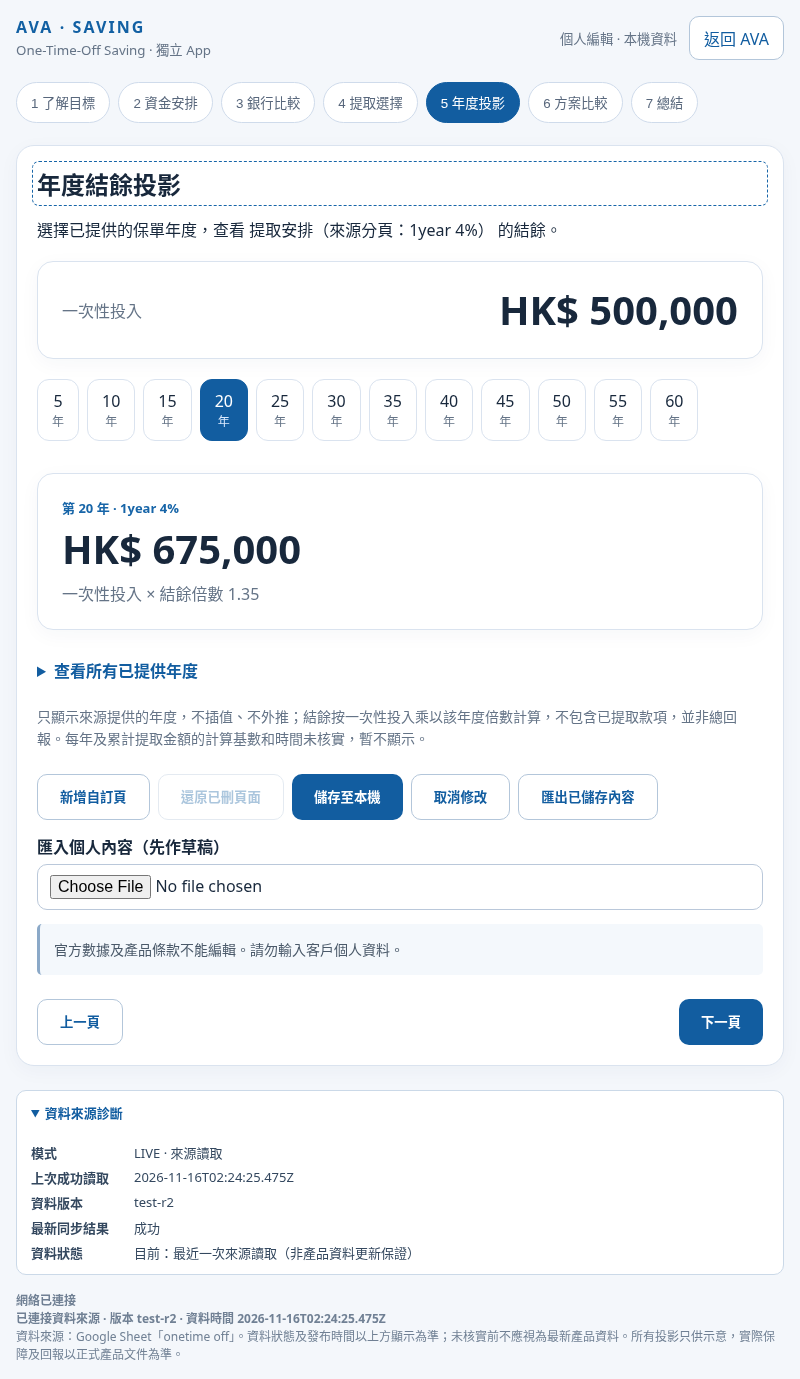 AVA · SAVING
One-Time-Off Saving · 獨立 App
個人編輯 · 本機資料
返回 AVA
1 了解目標
2 資金安排
3 銀行比較
4 提取選擇
5 年度投影
6 方案比較
7 總結
年度結餘投影
選擇已提供的保單年度，查看 提取安排（來源分頁：1year 4%） 的結餘。
一次性投入
HK$ 500,000
5 年
10 年
15 年
20 年
25 年
30 年
35 年
40 年
45 年
50 年
55 年
60 年
第 20 年 · 1year 4%
HK$ 675,000
一次性投入 × 結餘倍數 1.35
查看所有已提供年度
只顯示來源提供的年度，不插值、不外推；結餘按一次性投入乘以該年度倍數計算，不包含已提取款項，並非總回
報。每年及累計提取金額的計算基數和時間未核實，暫不顯示。
新增自訂頁
還原已刪頁面
儲存至本機
取消修改
匯出已儲存內容
匯入個人內容（先作草稿）
Choose File No file chosen
官方數據及產品條款不能編輯。請勿輸入客戶個人資料。
上一頁
下一頁
資料來源診斷
模式 LIVE · 來源讀取
上次成功讀取 2026-11-16T02:24:25.475Z
資料版本 test-r2
最新同步結果 成功
資料狀態 目前：最近一次來源讀取（非產品資料更新保證）
網絡已連接
已連接資料來源 · 版本 test-r2 · 資料時間 2026-11-16T02:24:25.475Z
資料來源：Google Sheet「onetime off」。資料狀態及發布時間以上方顯示為準；未核實前不應視為最新產品資料。所有投影只供示意，實際保
障及回報以正式產品文件為準。